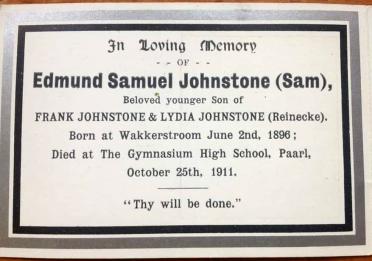 In Loving Memory
- - OF - -
Edmund Samuel Johnstone (Sam),
Beloved younger Son of
FRANK JOHNSTONE & LYDIA JOHNSTONE (Reinecke).
Born at Wakkerstroom June 2nd, 1896;
Died at The Gymnasium High School, Paarl,
October 25th, 1911.
"Thy will be done."